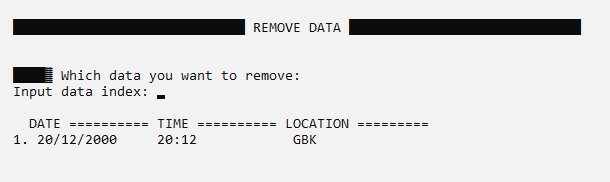 REMOVE DATA
Which data you want to remove:
Input data index: _
DATE ========== TIME ========== LOCATION =========
1. 20/12/2000 20:12 GBK